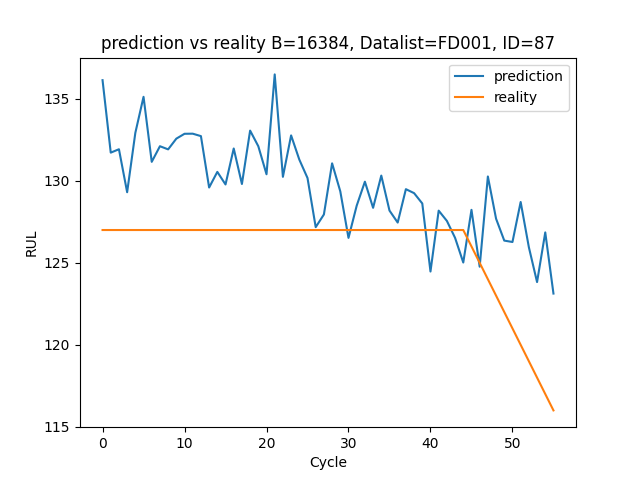 prediction vs reality B=16384, Datalist=FD001, ID=87
prediction
reality
135
130
125
120
115
RUL
0 10 20 30 40 50
Cycle